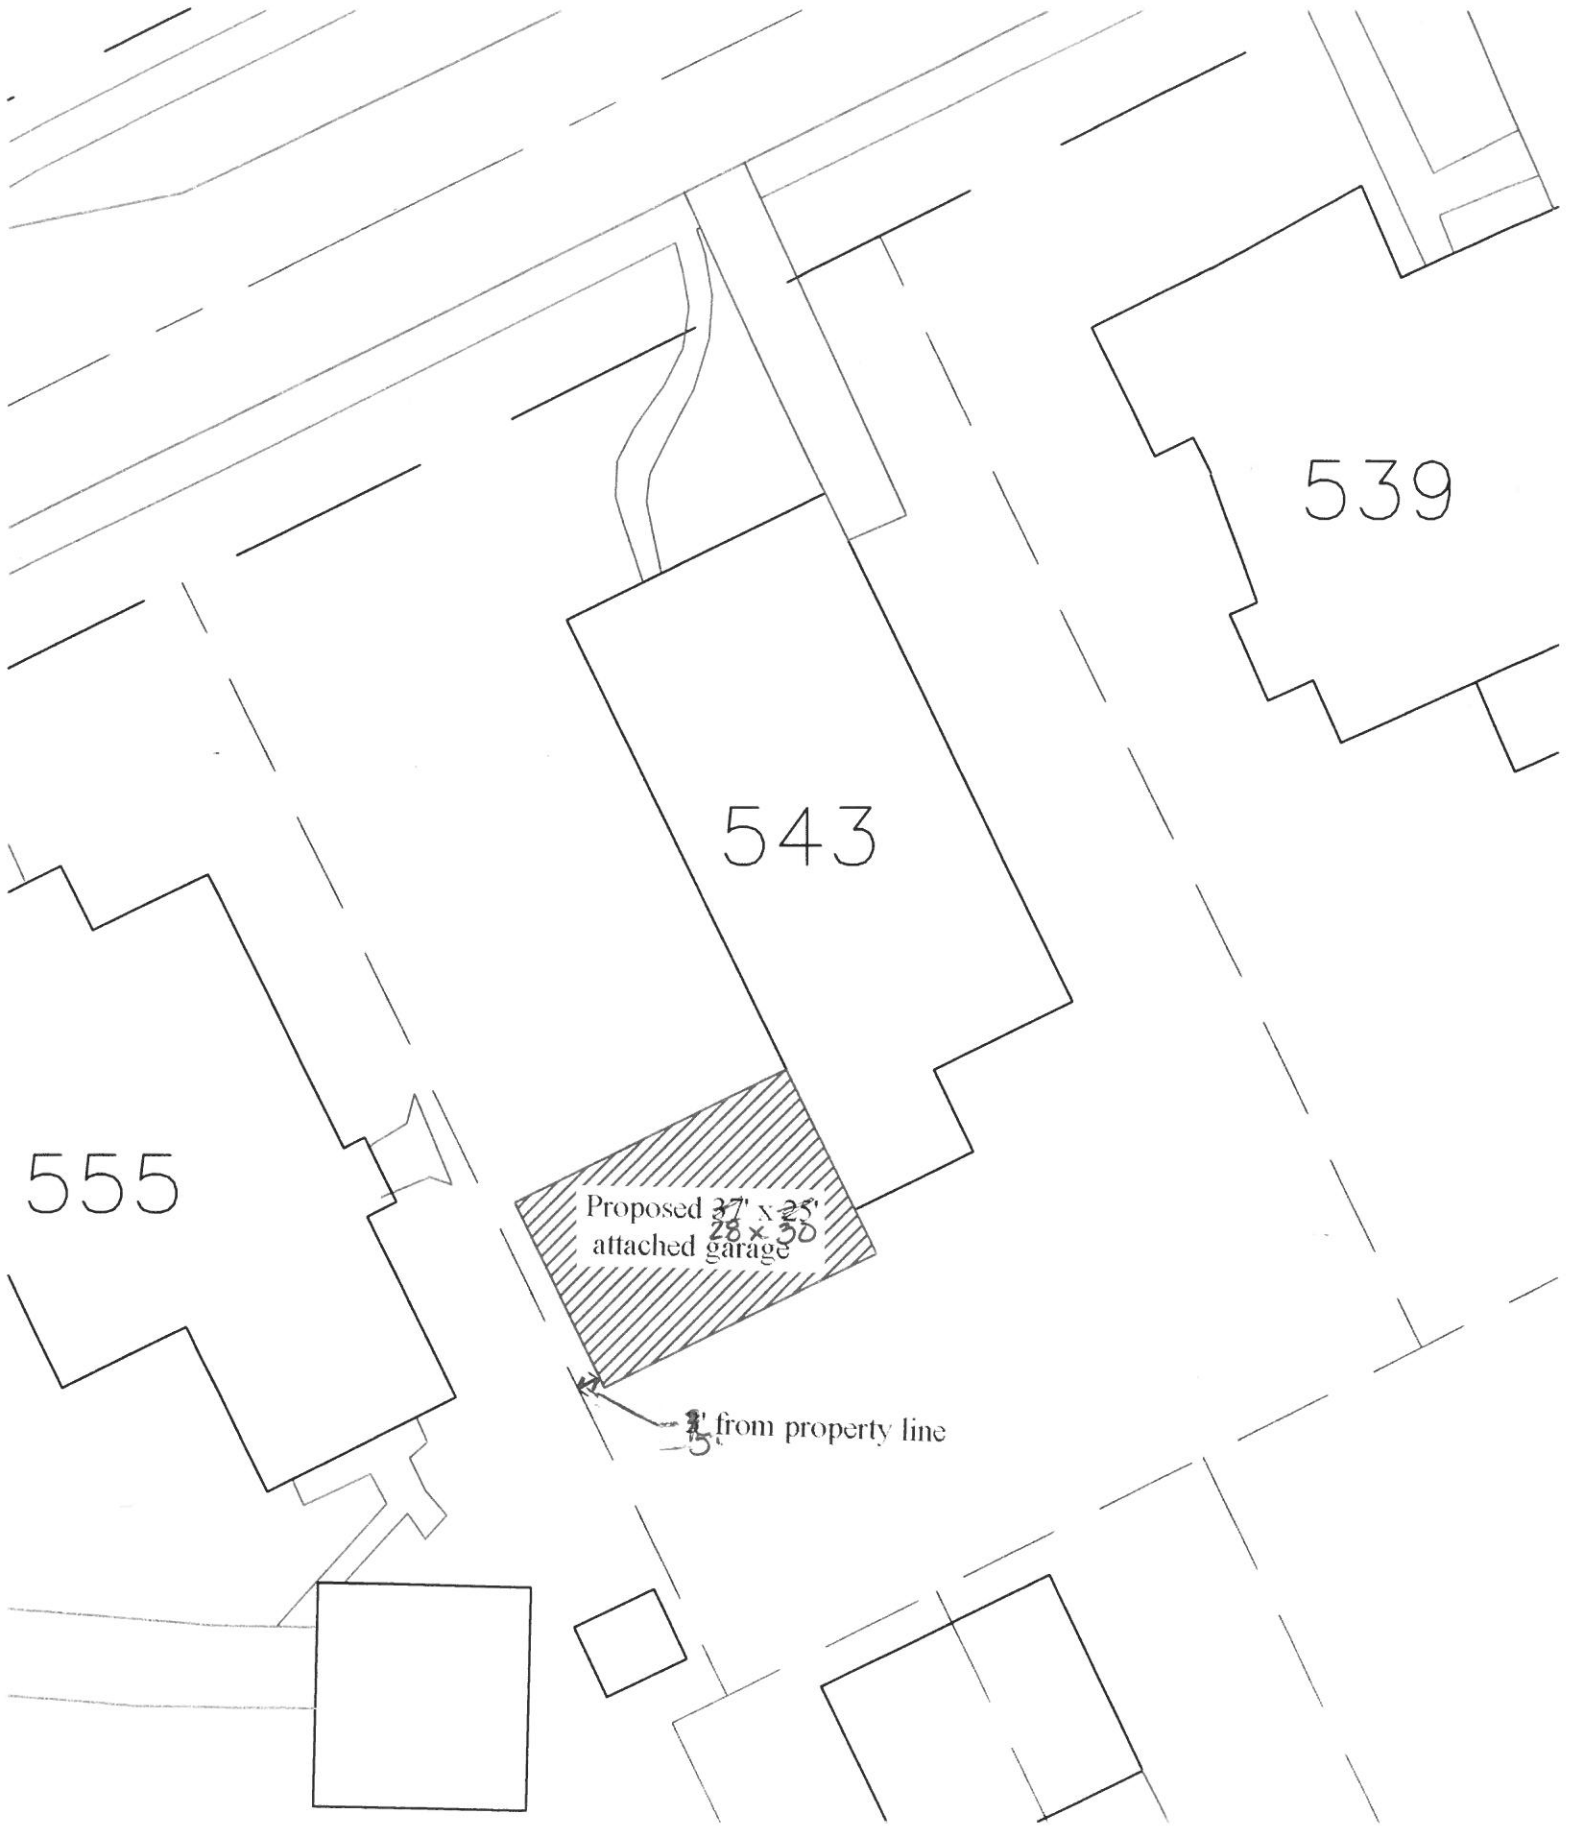 539
543
555
Proposed 37' x 25'
28 x 30
attached garage
' from property line
5'